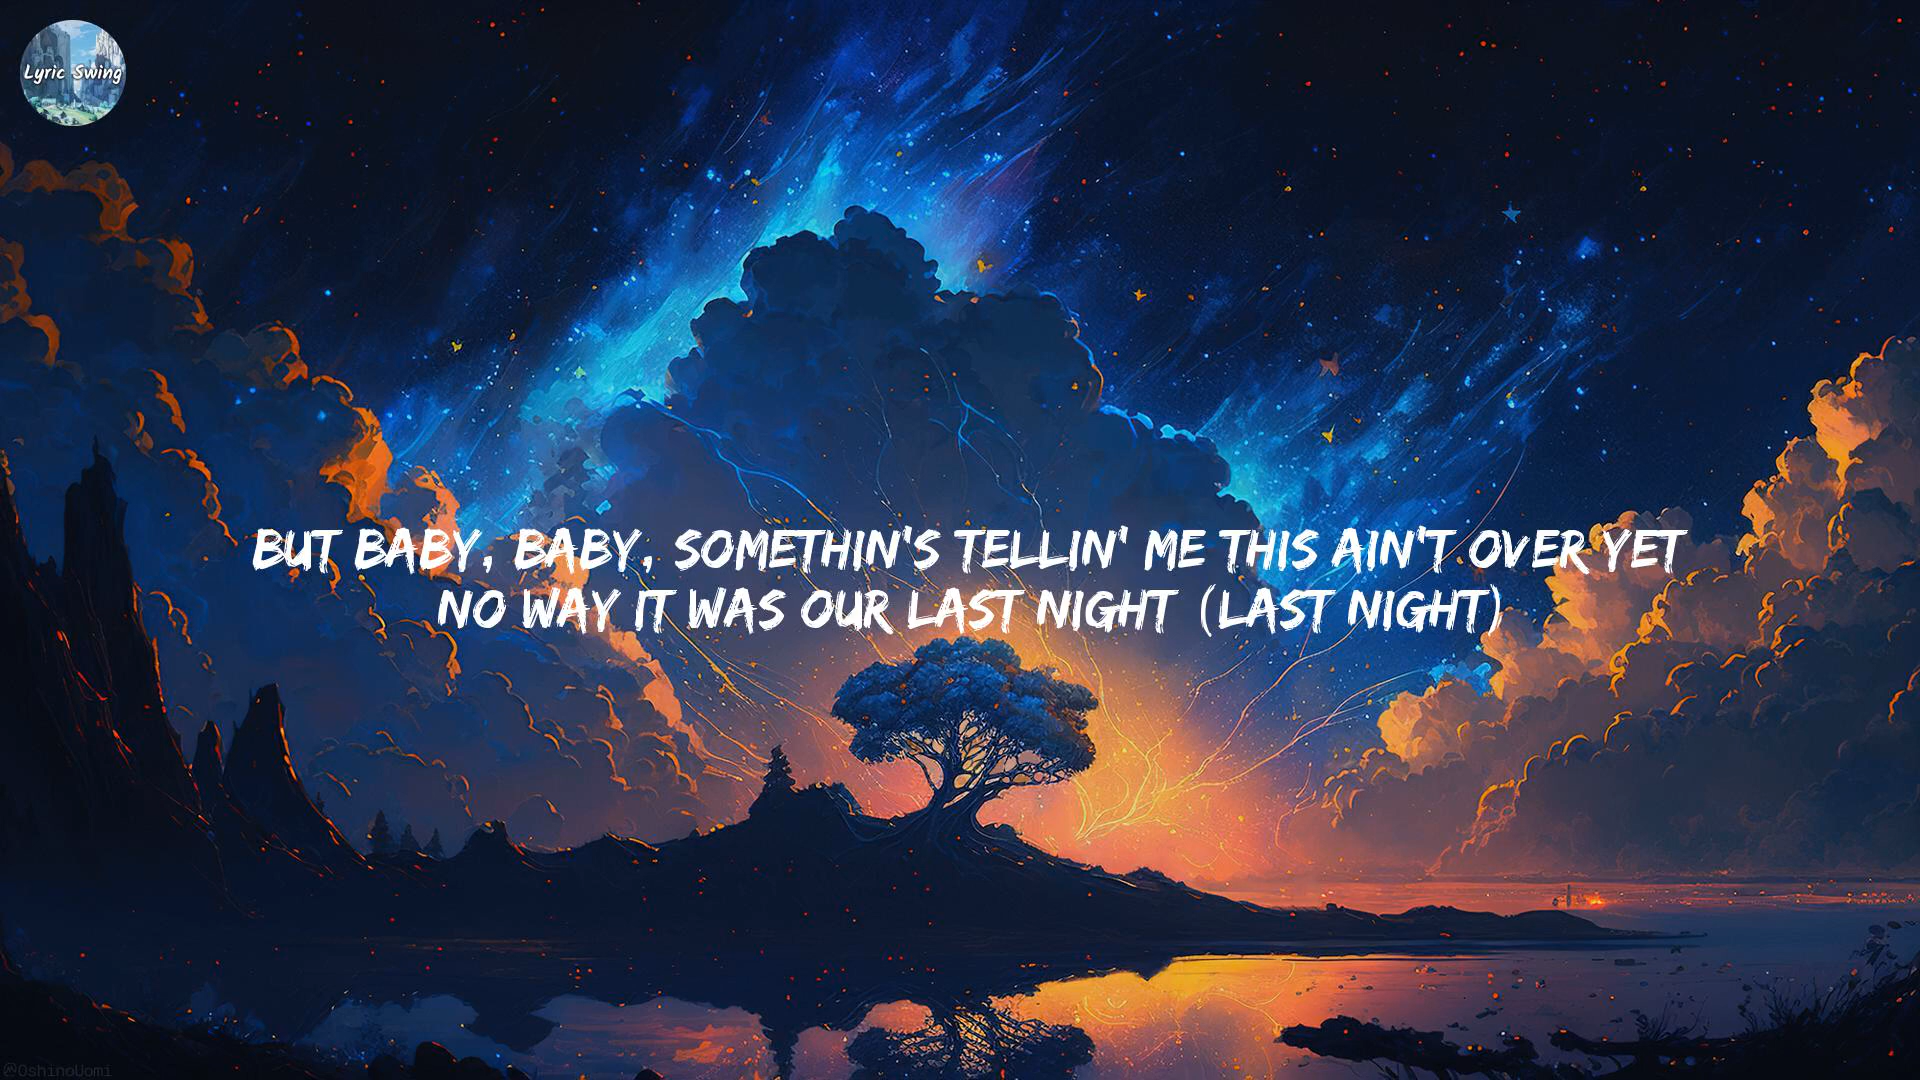 Lyric Swing
BUT BABY, BABY, SOMETHIN'S TELLIN' ME THIS AIN'T OVER YET
NO WAY IT WAS OUR LAST NIGHT (LAST NIGHT)
@OshinoUomi